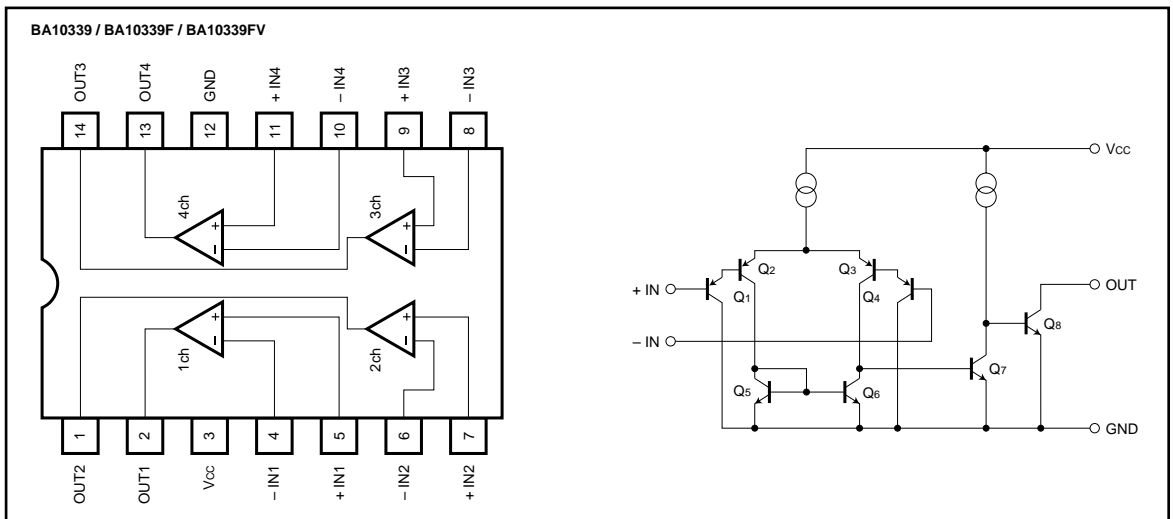 BA10339 / BA10339F / BA10339FV
OUT3
OUT4
GND
+ IN4
– IN4
+ IN3
– IN3
14
13
12
11
10
9
8
4ch
+
–
3ch
+
–
1ch
+
–
2ch
+
–
1
2
3
4
5
6
7
OUT2
OUT1
VCC
– IN1
+ IN1
– IN2
+ IN2
VCC
Q2
Q3
+ IN
Q1
Q4
OUT
Q8
– IN
Q7
Q5
Q6
GND